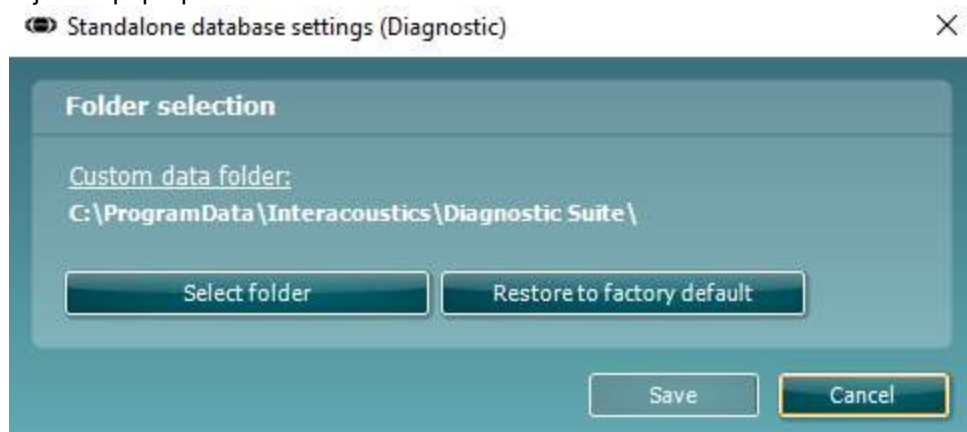 Standalone database settings (Diagnostic)
Folder selection
Custom data folder:
C:\ProgramData\Interacoustics\Diagnostic Suite\
Select folder
Restore to factory default
Save
Cancel